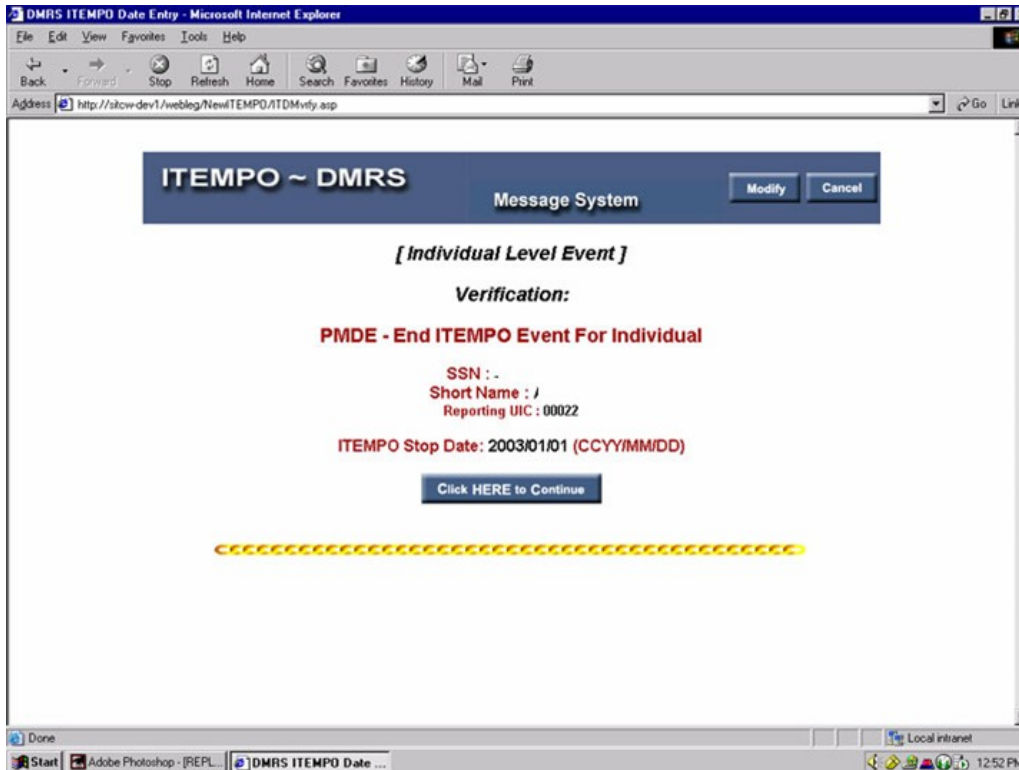 DMRS ITEMPO Date Entry - Microsoft Internet Explorer
File Edit View Favorites Tools Help
Back Forward Stop Refresh Home Search Favorites History Mail Print
Address http://sitcw-dev1/webleg/NewITEMPO/ITDMvrfy.asp Go
ITEMPO ~ DMRS
Message System
Modify Cancel
[ Individual Level Event ]
Verification:
PMDE - End ITEMPO Event For Individual
SSN : -
Short Name : /
Reporting UIC : 00022
ITEMPO Stop Date: 2003/01/01 (CCYY/MM/DD)
Click HERE to Continue
Done Local intranet
Start Adobe Photoshop - [REPL... DMRS ITEMPO Date ... 12:52 PM